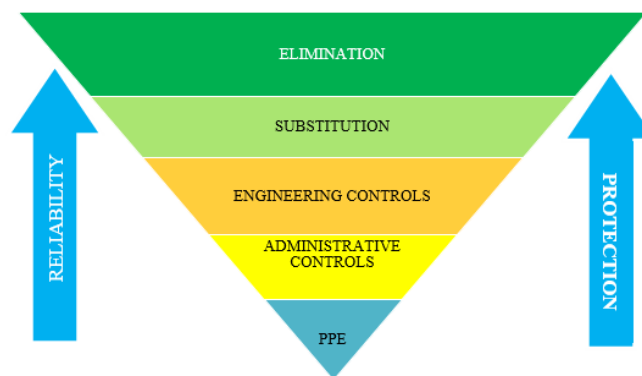 ELIMINATION
SUBSTITUTION
ENGINEERING CONTROLS
ADMINISTRATIVE
CONTROLS
PPE
RELIABILITY
PROTECTION